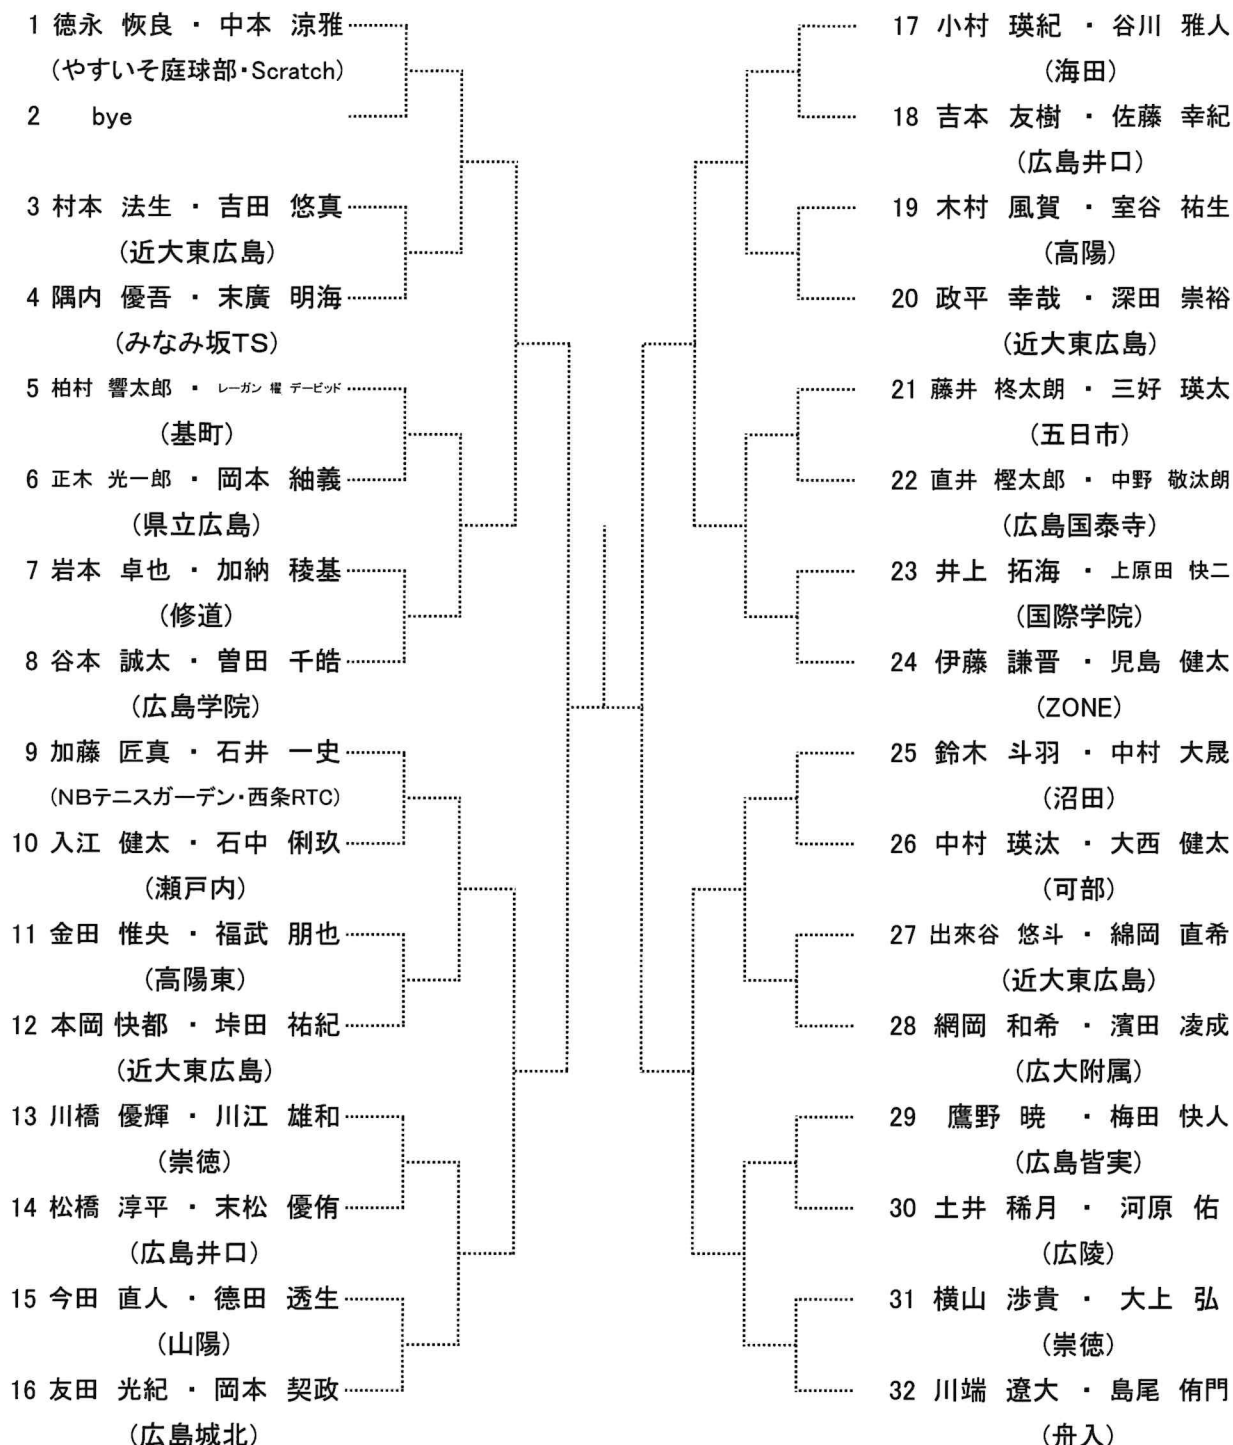 1 徳永 恢良 ・ 中本 涼雅
(やすいそ庭球部・Scratch)
2 bye
3 村本 法生 ・ 吉田 悠真
(近大東広島)
4 隅内 優吾 ・ 末廣 明海
(みなみ坂TS)
5 柏村 響太郎 ・ レーガン 櫂 デービッド
(基町)
6 正木 光一郎 ・ 岡本 紬義
(県立広島)
7 岩本 卓也 ・ 加納 稜基
(修道)
8 谷本 誠太 ・ 曽田 千皓
(広島学院)
9 加藤 匠真 ・ 石井 一史
(NBテニスガーデン・西条RTC)
10 入江 健太 ・ 石中 俐玖
(瀬戸内)
11 金田 惟央 ・ 福武 朋也
(高陽東)
12 本岡 快都 ・ 垰田 祐紀
(近大東広島)
13 川橋 優輝 ・ 川江 雄和
(崇徳)
14 松橋 淳平 ・ 末松 優侑
(広島井口)
15 今田 直人 ・ 德田 透生
(山陽)
16 友田 光紀 ・ 岡本 契政
(広島城北)
17 小村 瑛紀 ・ 谷川 雅人
(海田)
18 吉本 友樹 ・ 佐藤 幸紀
(広島井口)
19 木村 風賀 ・ 室谷 祐生
(高陽)
20 政平 幸哉 ・ 深田 崇裕
(近大東広島)
21 藤井 柊太朗 ・ 三好 瑛太
(五日市)
22 直井 樫太郎 ・ 中野 敬汰朗
(広島国泰寺)
23 井上 拓海 ・ 上原田 快二
(国際学院)
24 伊藤 謙晋 ・ 児島 健太
(ZONE)
25 鈴木 斗羽 ・ 中村 大晟
(沼田)
26 中村 瑛汰 ・ 大西 健太
(可部)
27 出來谷 悠斗 ・ 綿岡 直希
(近大東広島)
28 網岡 和希 ・ 濱田 凌成
(広大附属)
29 鷹野 暁 ・ 梅田 快人
(広島皆実)
30 土井 稀月 ・ 河原 佑
(広陵)
31 横山 渉貴 ・ 大上 弘
(崇徳)
32 川端 遼大 ・ 島尾 侑門
(舟入)